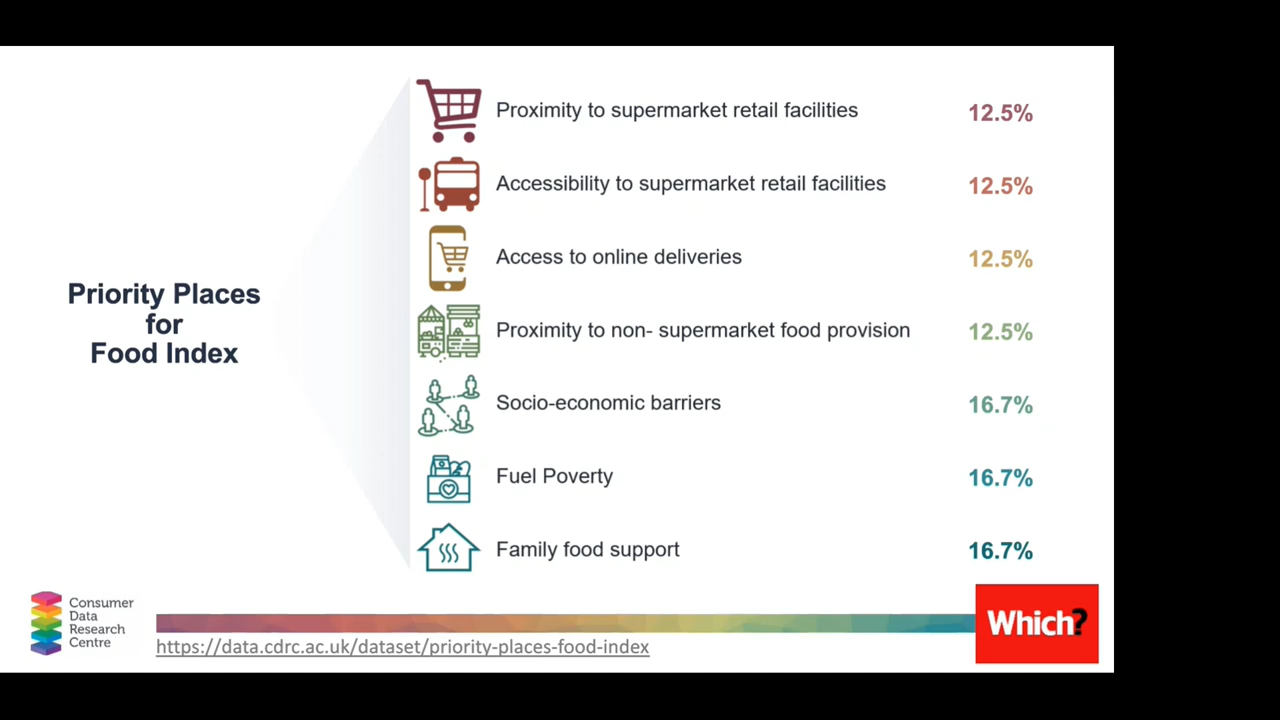 Proximity to supermarket retail facilities 12.5%
Accessibility to supermarket retail facilities 12.5%
Access to online deliveries 12.5%
Priority Places
for
Food Index
Proximity to non- supermarket food provision 12.5%
Socio-economic barriers 16.7%
Fuel Poverty 16.7%
Family food support 16.7%
Consumer
Data
Research
Centre
https://data.cdrc.ac.uk/dataset/priority-places-food-index
Which?